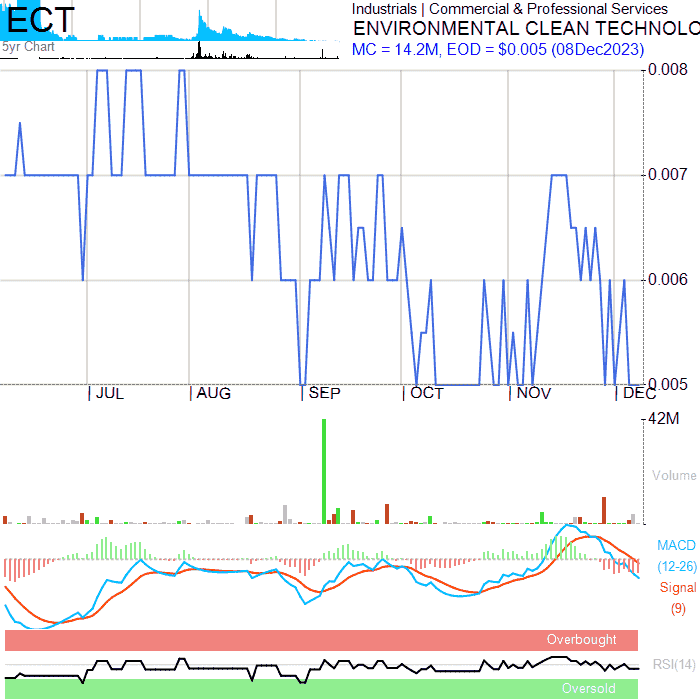 ECT
5yr Chart
Industrials | Commercial & Professional Services
ENVIRONMENTAL CLEAN TECHNOLO
MC = 14.2M, EOD = $0.005 (08Dec2023)
0.008
0.007
0.006
0.005
JUL AUG SEP OCT NOV DEC
42M
Volume
MACD
(12-26)
Signal
(9)
Overbought
RSI(14)
Oversold